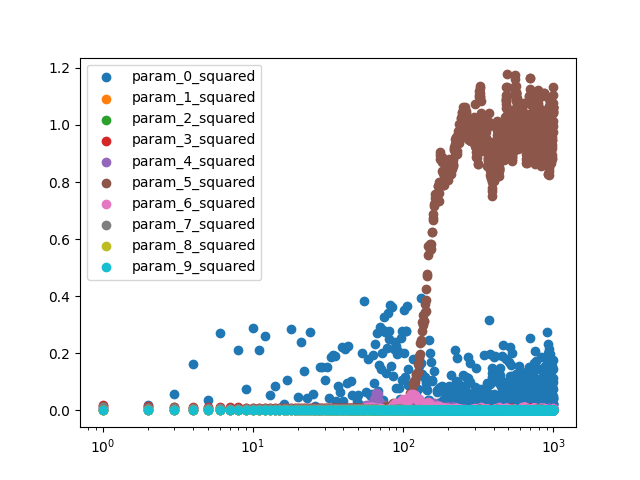 1.2
1.0
0.8
0.6
0.4
0.2
0.0
param_0_squared
param_1_squared
param_2_squared
param_3_squared
param_4_squared
param_5_squared
param_6_squared
param_7_squared
param_8_squared
param_9_squared
10⁰ 10¹ 10² 10³